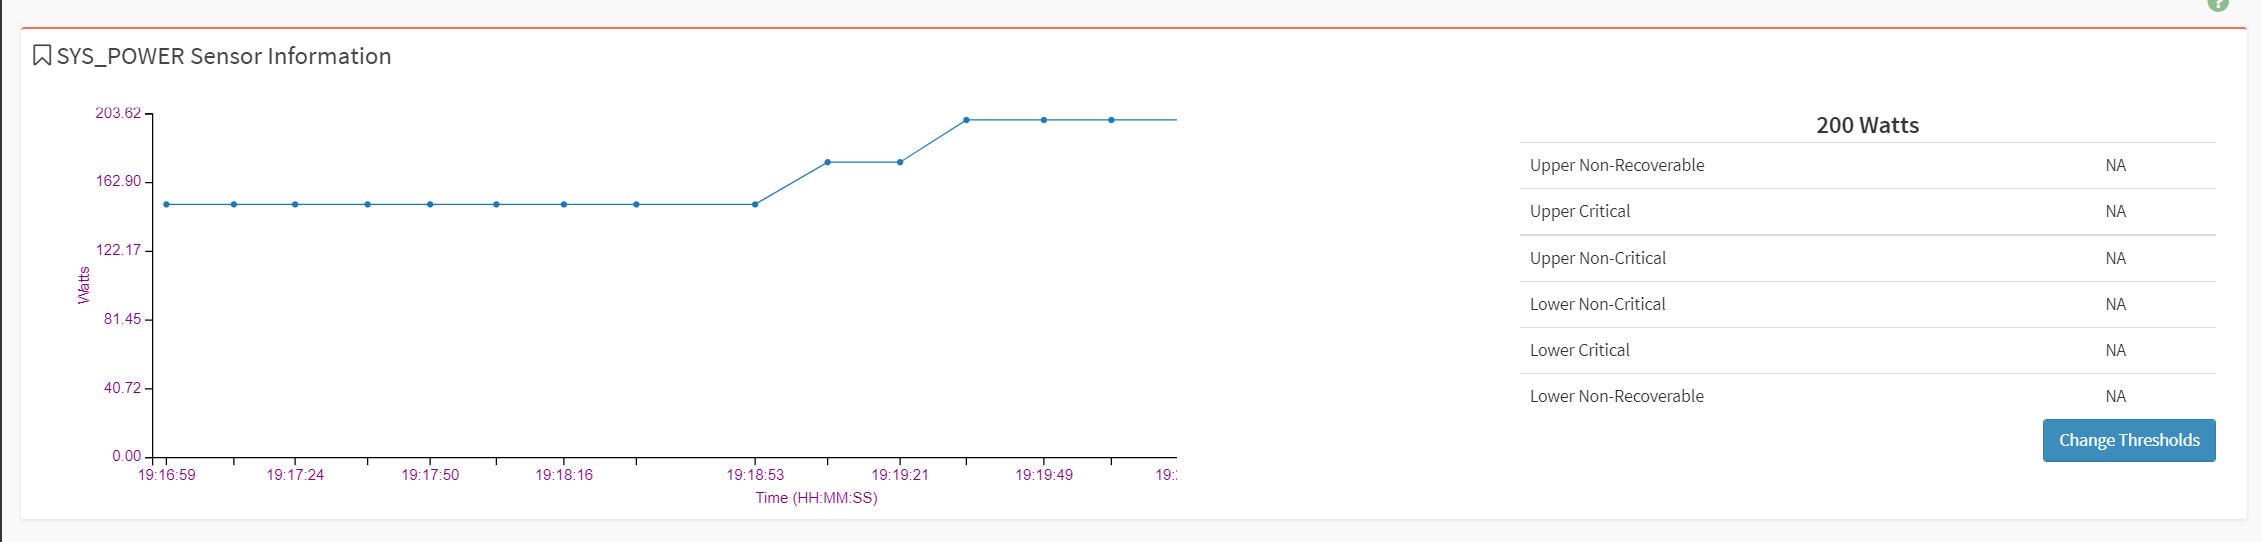 ?
SYS_POWER Sensor Information
203.62
162.90
122.17
81.45
40.72
0.00
Watts
19:16:59 19:17:24 19:17:50 19:18:16 19:18:53 19:19:21 19:19:49 19:
Time (HH:MM:SS)
200 Watts
Upper Non-Recoverable NA
Upper Critical NA
Upper Non-Critical NA
Lower Non-Critical NA
Lower Critical NA
Lower Non-Recoverable NA
Change Thresholds